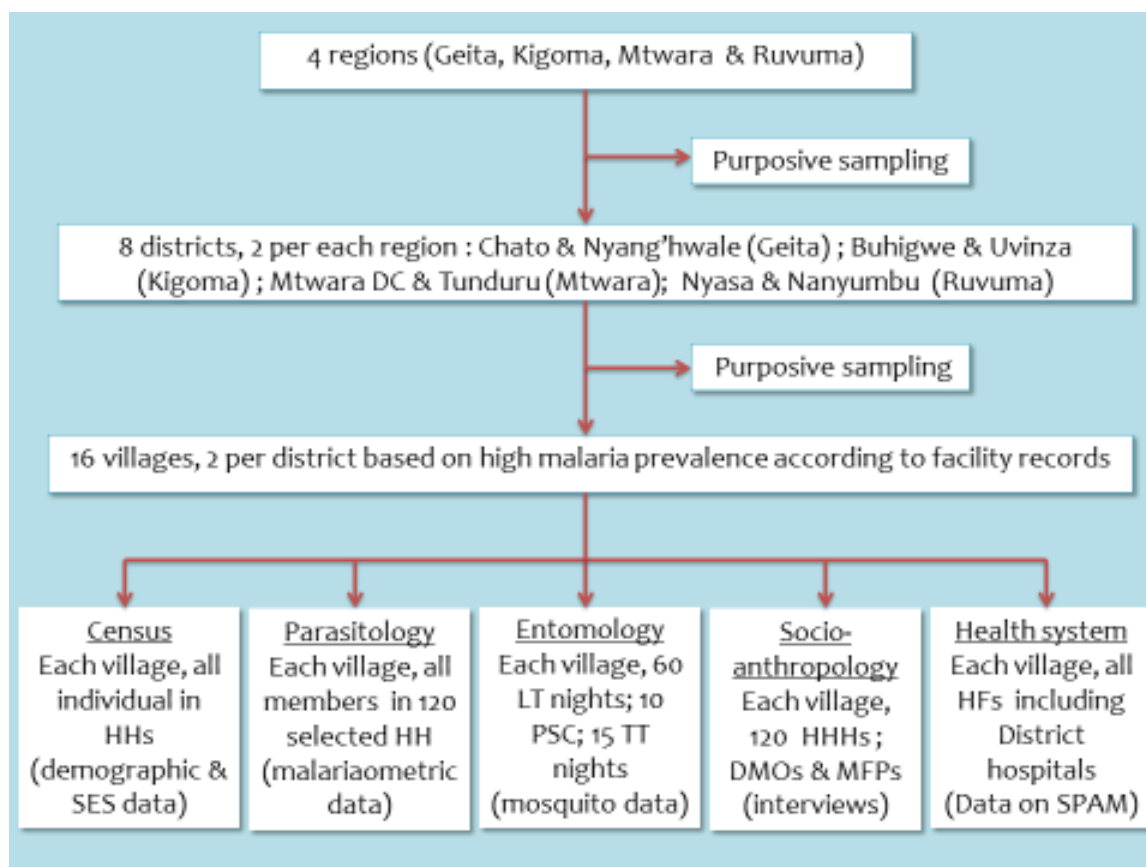 4 regions (Geita, Kigoma, Mtwara & Ruvuma)
Purposive sampling
8 districts, 2 per each region : Chato & Nyang'hwale (Geita) ; Buhigwe & Uvinza
(Kigoma) ; Mtwara DC & Tunduru (Mtwara); Nyasa & Nanyumbu (Ruvuma)
Purposive sampling
16 villages, 2 per district based on high malaria prevalence according to facility records
Census
Each village, all
individual in
HHs
(demographic &
SES data)
Parasitology
Each village, all
members in 120
selected HH
(malariaometric
data)
Entomology
Each village, 60
LT nights; 10
PSC; 15 TT
nights
(mosquito data)
Socio-
anthropology
Each village,
120 HHHs ;
DMOs & MFPs
(interviews)
Health system
Each village, all
HFs including
District
hospitals
(Data on SPAM)